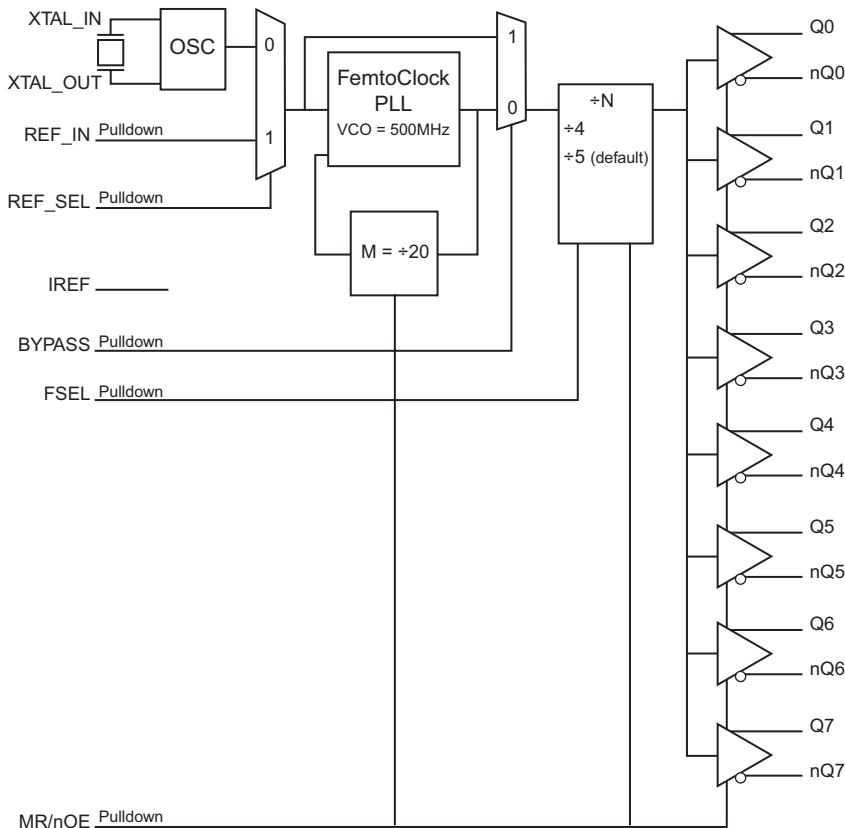 XTAL_IN
XTAL_OUT
OSC
0
1
REF_IN Pulldown
REF_SEL Pulldown
FemtoClock
PLL
VCO = 500MHz
1
0
÷N
÷4
÷5 (default)
M = ÷20
IREF
BYPASS Pulldown
FSEL Pulldown
MR/nOE Pulldown
Q0
nQ0
Q1
nQ1
Q2
nQ2
Q3
nQ3
Q4
nQ4
Q5
nQ5
Q6
nQ6
Q7
nQ7